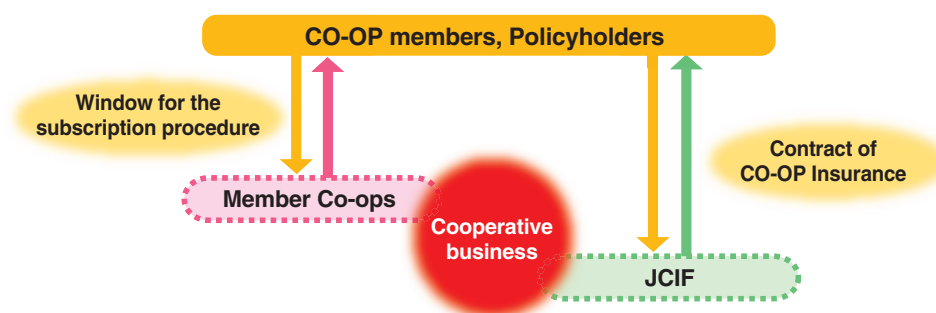 CO-OP members, Policyholders
Window for the
subscription procedure
Contract of
CO-OP Insurance
Member Co-ops
Cooperative
business
JCIF